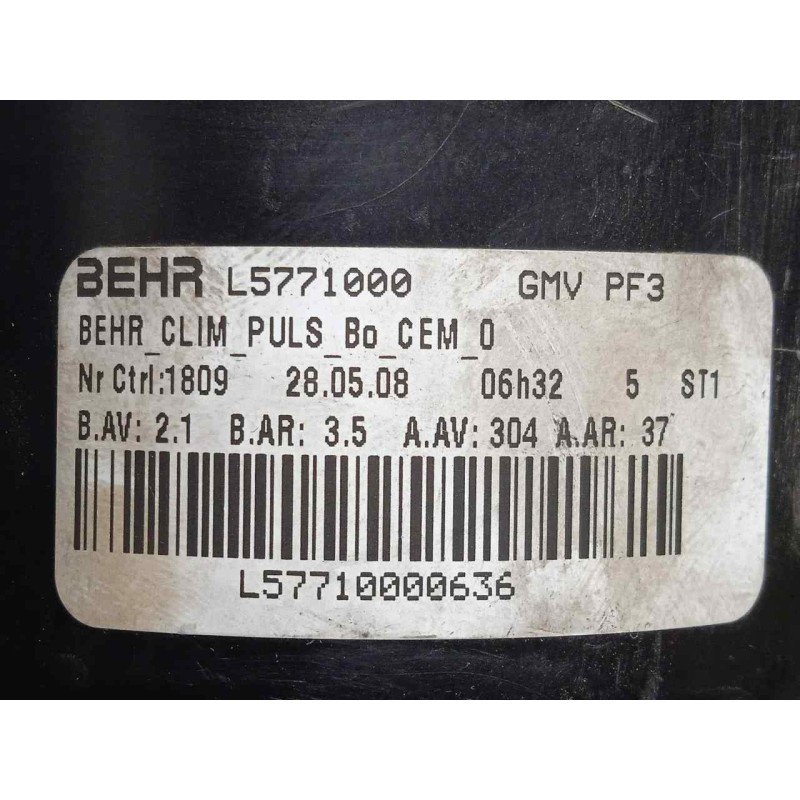 BEHR L5771000 GMV PF3
BEHR_CLIM_PULS_Bo_CEM_0
Nr Ctrl:1809 28.05.08 06h32 5 ST1
B.AV: 2.1 B.AR: 3.5 A.AV: 304 A.AR: 37
L57710000636